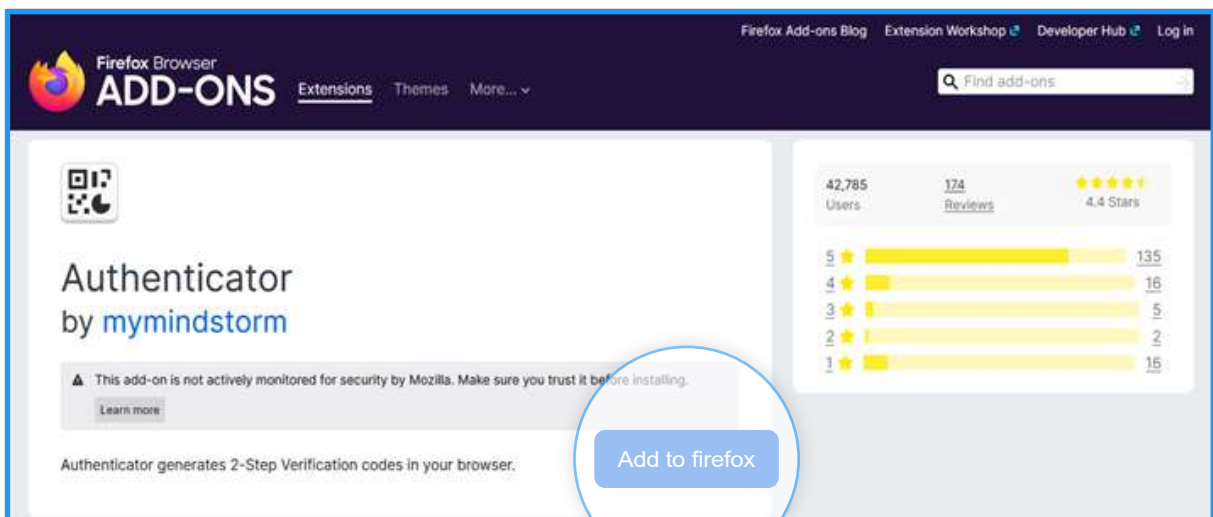 Firefox Add-ons Blog Extension Workshop Developer Hub Log in
Firefox Browser
ADD-ONS Extensions Themes More...
Find add-ons
42,785 174
Users Reviews 4.4 Stars
Authenticator
by mymindstorm
5 135
4 16
3 5
2 2
1 16
This add-on is not actively monitored for security by Mozilla. Make sure you trust it before installing.
Learn more
Authenticator generates 2-Step Verification codes in your browser.
Add to firefox